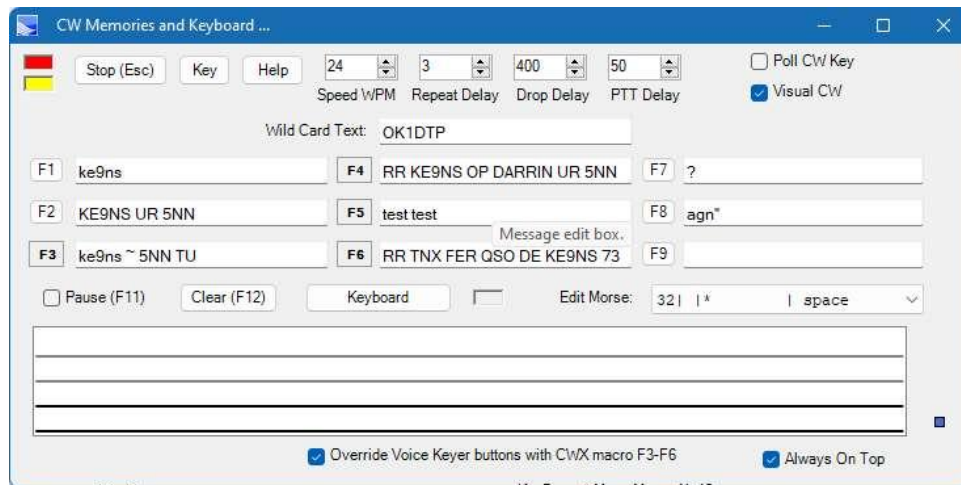 CW Memories and Keyboard ...
Stop (Esc) Key Help 24 3 400 50 Poll CW Key
Speed WPM Repeat Delay Drop Delay PTT Delay Visual CW
Wild Card Text: OK1DTP
F1 ke9ns F4 RR KE9NS OP DARRIN UR 5NN F7 ?
F2 KE9NS UR 5NN F5 test test F8 agn"
Message edit box.
F3 ke9ns ~ 5NN TU F6 RR TNX FER QSO DE KE9NS 73 F9
Pause (F11) Clear (F12) Keyboard Edit Morse: 32| |* | space
Override Voice Keyer buttons with CWX macro F3-F6 Always On Top